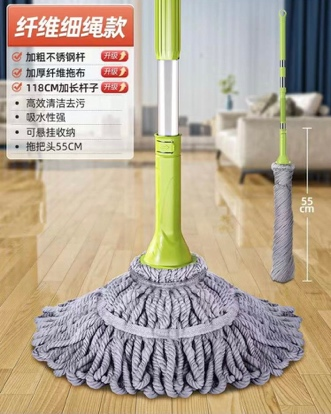 纤维细绳款
加粗不锈钢杆 升级
加厚纤维拖布 升级
118CM加长杆子 升级
高效清洁去污
吸水性强
可悬挂收纳
拖把头55CM
55
cm